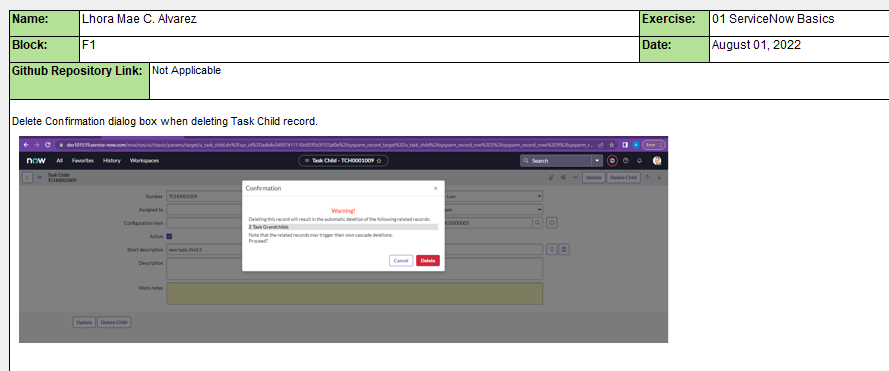 Name: Lhora Mae C. Alvarez Exercise: 01 ServiceNow Basics
Block: F1 Date: August 01, 2022
Github Repository Link: Not Applicable
Delete Confirmation dialog box when deleting Task Child record.
now All Favorites History Workspaces Task Child - TCH0001009 Search
Task Child
TCH0001009
Update Delete Child
Number TCH0001009
Assigned to
Configuration item
Active
Short description new task child 3
Description
Work notes
Update Delete Child
Confirmation
Warning!
Deleting this record will result in the automatic deletion of the following related records:
2 Task Grandchilds
Note that the related records may trigger their own cascade deletions.
Proceed?
Cancel Delete